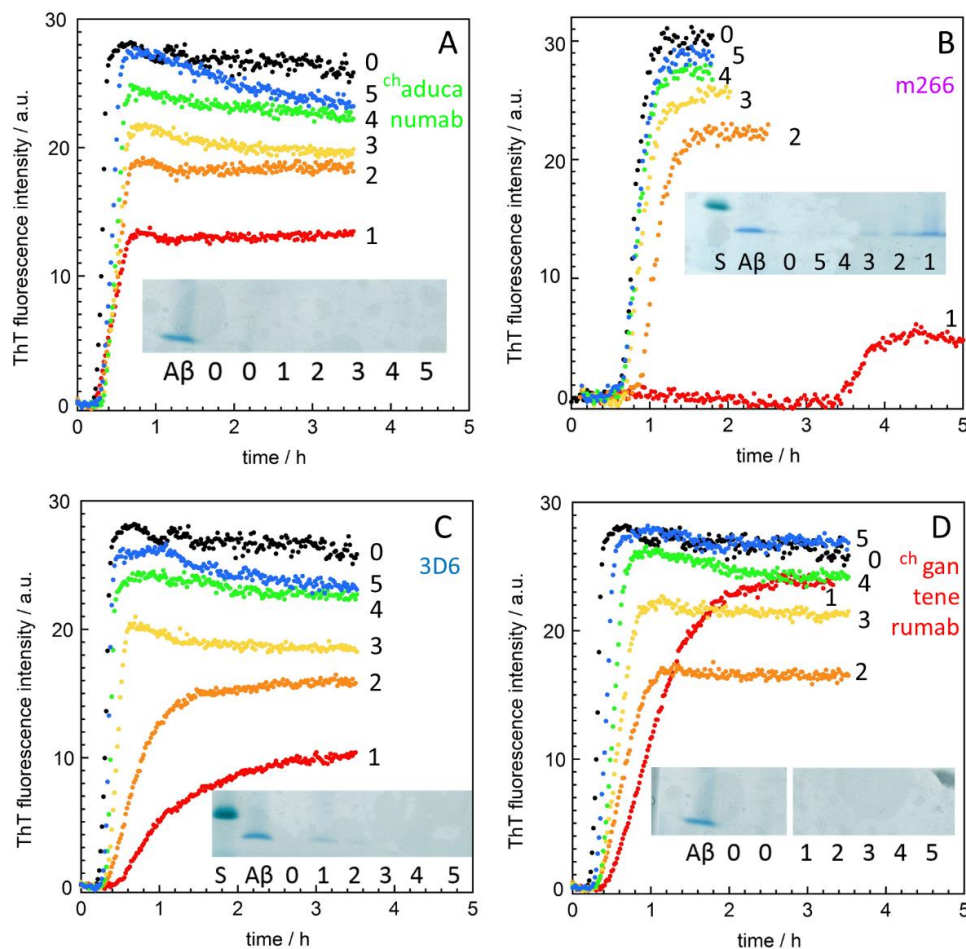 A
ThT fluorescence intensity / a.u.
30
20
10
0
0
5
4
3
2
1
ch aduca
numab
Aβ 0 0 1 2 3 4 5
0 1 2 3 4 5
time / h
B
ThT fluorescence intensity / a.u.
30
20
10
0
0
5
4
3
2
1
m266
S Aβ 0 5 4 3 2 1
0 1 2 3 4 5
time / h
C
ThT fluorescence intensity / a.u.
30
20
10
0
0
5
4
3
2
1
3D6
S Aβ 0 1 2 3 4 5
0 1 2 3 4 5
time / h
D
ThT fluorescence intensity / a.u.
30
20
10
0
5
0
4
1
3
2
ch gan
tene
rumab
Aβ 0 0 1 2 3 4 5
0 1 2 3 4 5
time / h